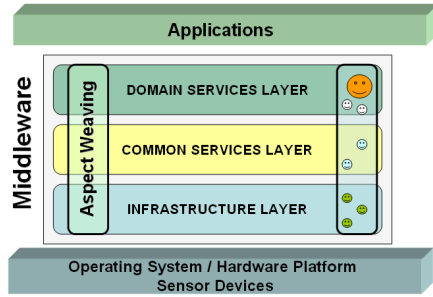 Applications
Middleware
Aspect Weaving
DOMAIN SERVICES LAYER
COMMON SERVICES LAYER
INFRASTRUCTURE LAYER
Operating System / Hardware Platform
Sensor Devices